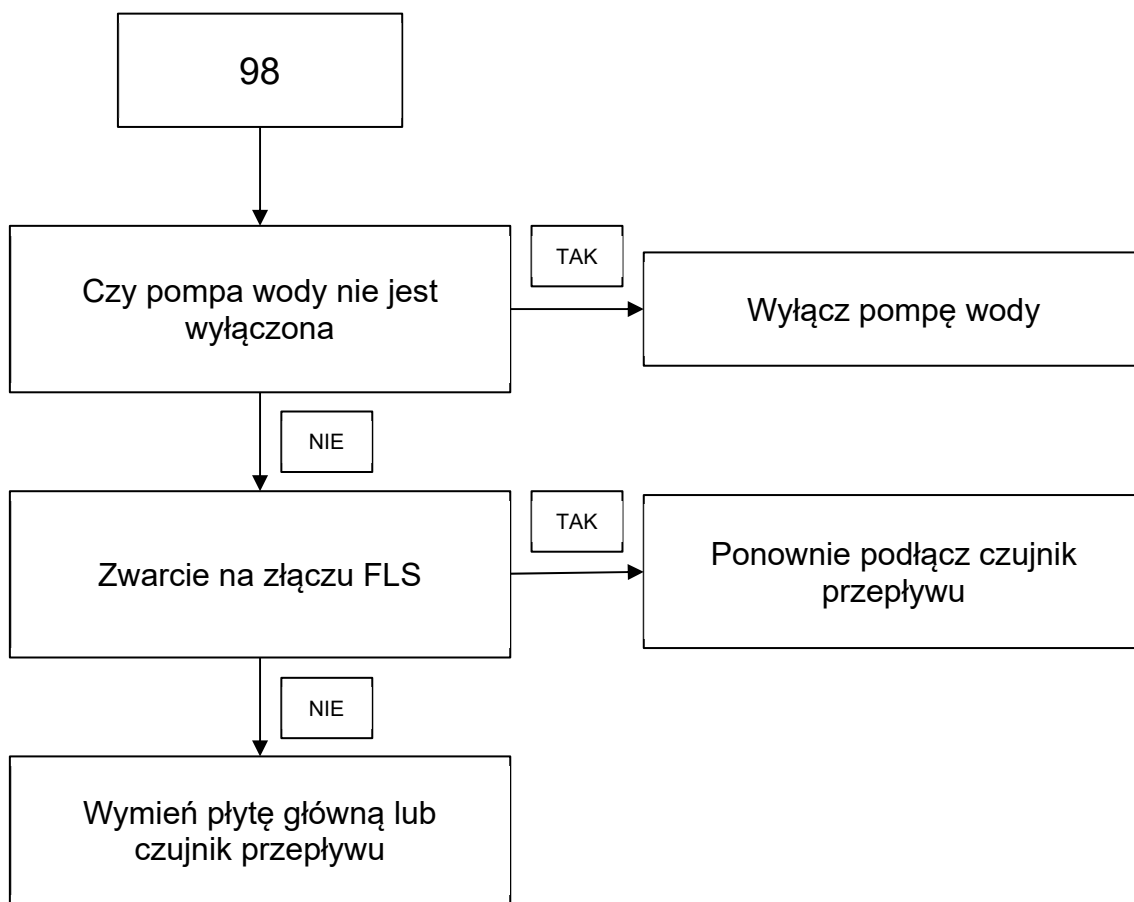 98
Czy pompa wody nie jest
wyłączona
TAK
Wyłącz pompę wody
NIE
Zwarcie na złączu FLS
TAK
Ponownie podłącz czujnik
przepływu
NIE
Wymień płytę główną lub
czujnik przepływu